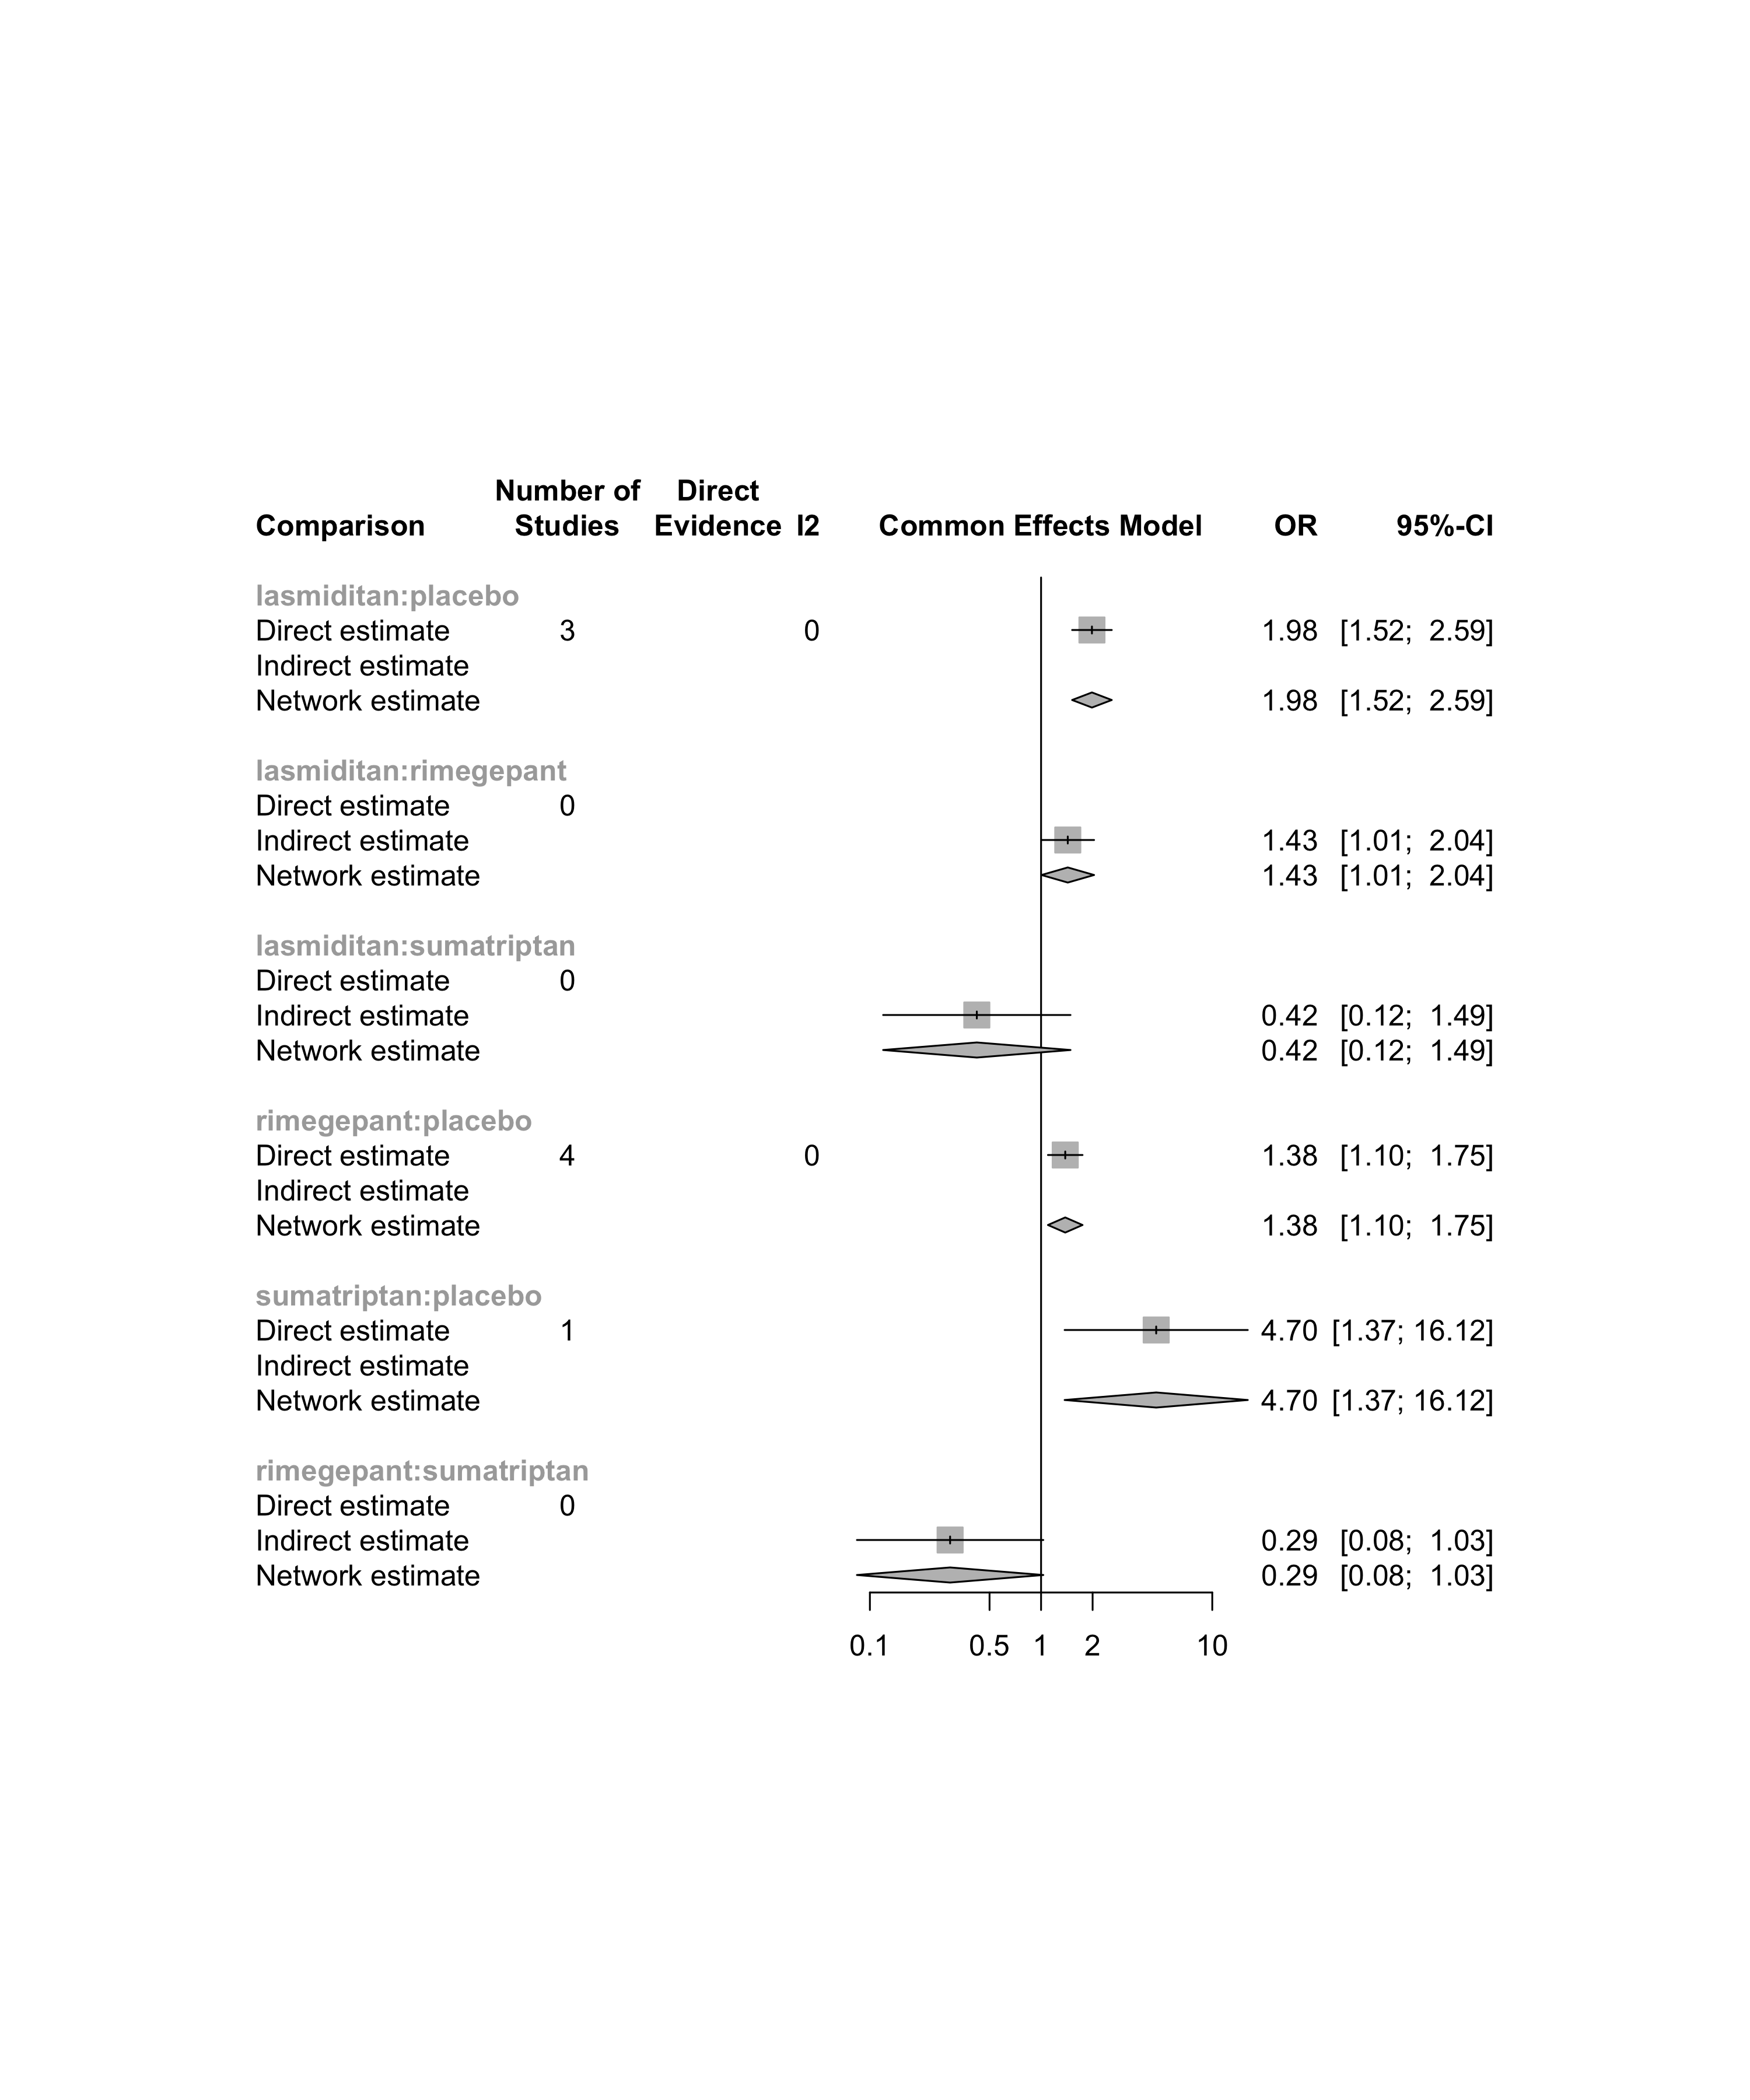 Number of Direct
Comparison Studies Evidence I2 Common Effects Model OR 95%-CI
lasmiditan:placebo
Direct estimate 3 0 1.98 [1.52; 2.59]
Indirect estimate
Network estimate 1.98 [1.52; 2.59]
lasmiditan:rimegepant
Direct estimate 0
Indirect estimate 1.43 [1.01; 2.04]
Network estimate 1.43 [1.01; 2.04]
lasmiditan:sumatriptan
Direct estimate 0
Indirect estimate 0.42 [0.12; 1.49]
Network estimate 0.42 [0.12; 1.49]
rimegepant:placebo
Direct estimate 4 0 1.38 [1.10; 1.75]
Indirect estimate
Network estimate 1.38 [1.10; 1.75]
sumatriptan:placebo
Direct estimate 1 4.70 [1.37; 16.12]
Indirect estimate
Network estimate 4.70 [1.37; 16.12]
rimegepant:sumatriptan
Direct estimate 0
Indirect estimate 0.29 [0.08; 1.03]
Network estimate 0.29 [0.08; 1.03]
0.1 0.5 1 2 10